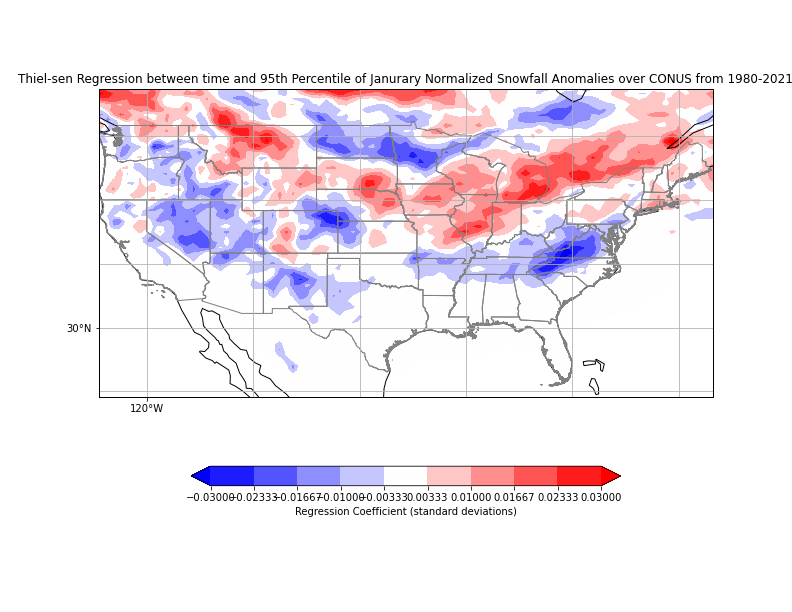 Thiel-sen Regression between time and 95th Percentile of Janurary Normalized Snowfall Anomalies over CONUS from 1980-2021
30°N
120°W
−0.03000−0.02333−0.01667−0.01000−0.00333 0.00333 0.01000 0.01667 0.02333 0.03000
Regression Coefficient (standard deviations)